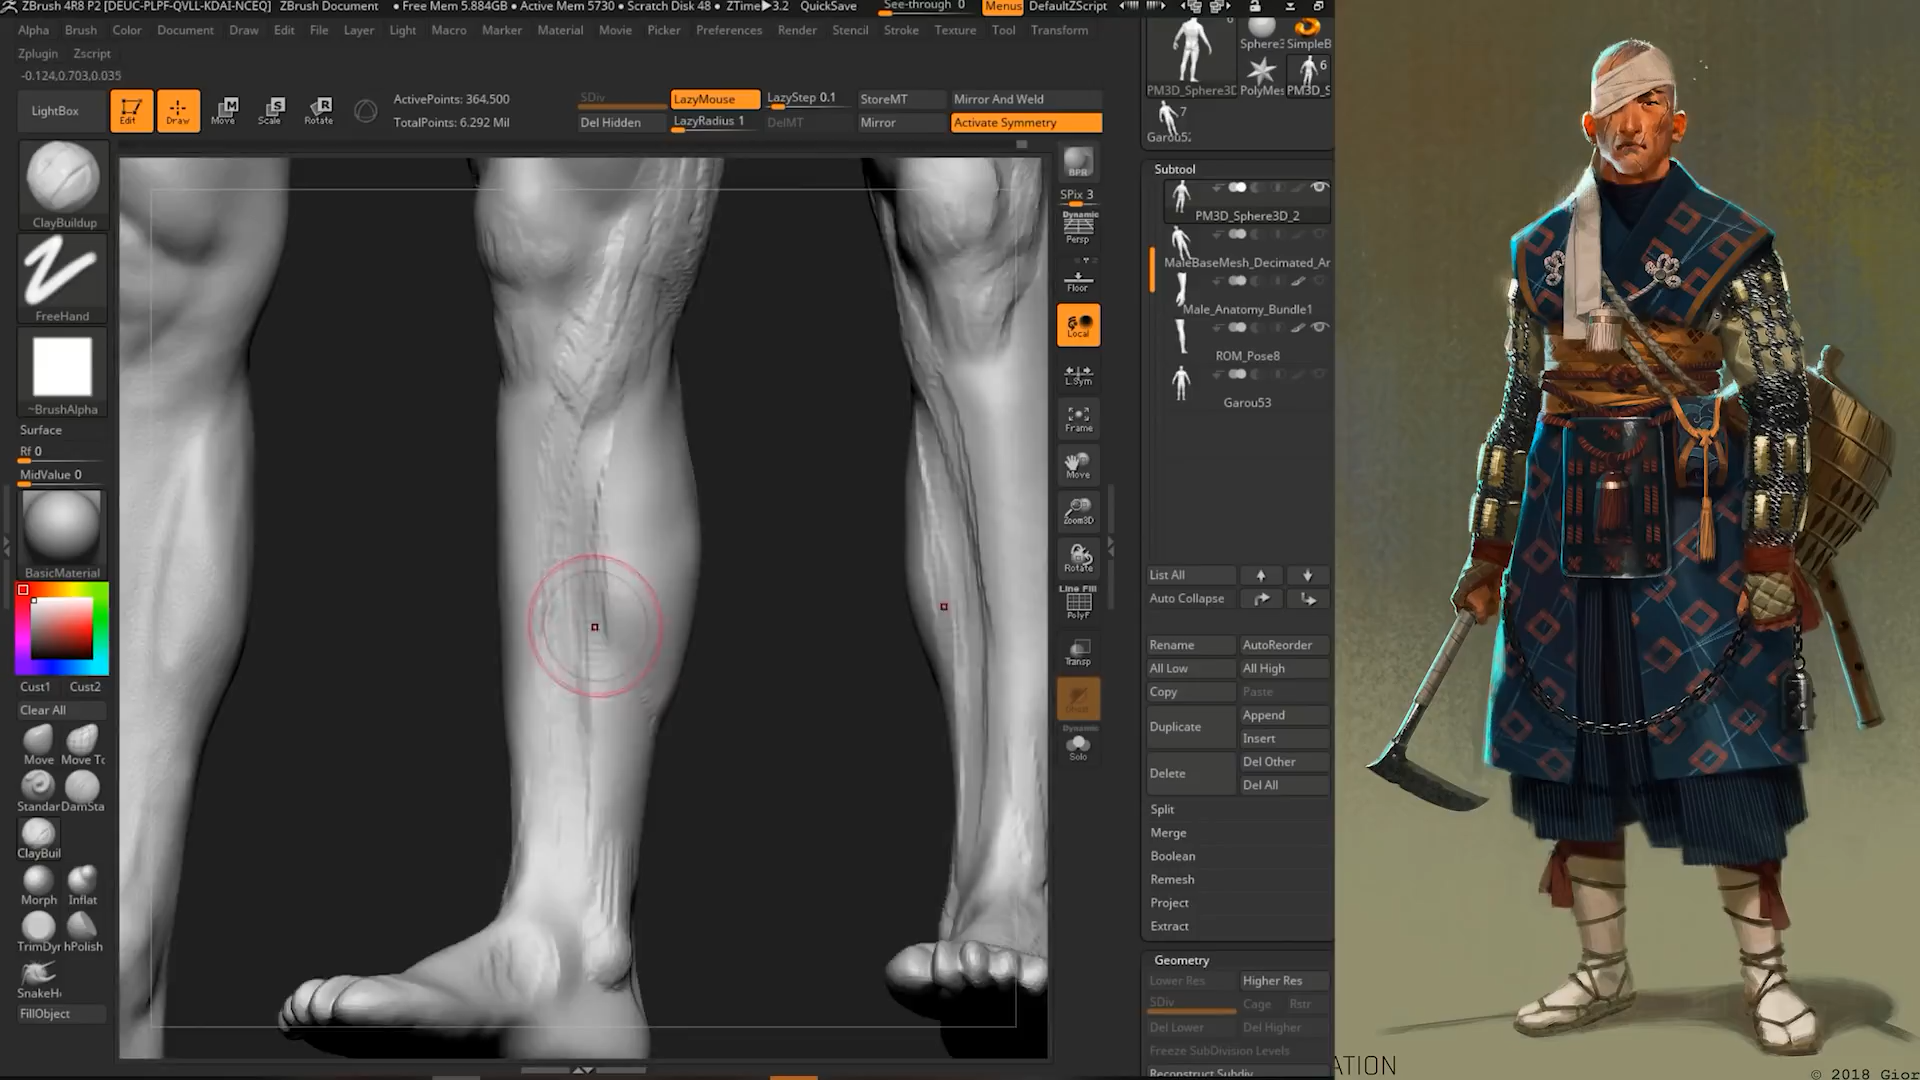 ZBrush 4R8 P2 [DEUC-PLPF-QVLL-KDAI-NCEQ] ZBrush Document • Free Mem 5.884GB • Active Mem 5730 • Scratch Disk 48 • ZTime▶3.2 QuickSave See-through 0 Menus DefaultZScript
Alpha Brush Color Document Draw Edit File Layer Light Macro Marker Material Movie Picker Preferences Render Stencil Stroke Texture Tool Transform
Zplugin Zscript
-0.124,0.703,0.035
LightBox
Edit
Draw
Move
Scale
Rotate
M
S
R
ActivePoints: 364,500
TotalPoints: 6.292 Mil
SDiv
Del Hidden
LazyMouse
LazyRadius 1
LazyStep 0.1
DelMT
StoreMT
Mirror
Mirror And Weld
Activate Symmetry
ClayBuildup
FreeHand
~BrushAlpha
Surface
Rf 0
MidValue 0
BasicMaterial
Cust1 Cust2
Clear All
Move Move Tc
Standar DamSta
ClayBuil
Morph Inflat
TrimDyr hPolish
SnakeH
FillObject
BPR
SPix 3
Dynamic
Persp
Floor
Local
L.Sym
Frame
Move
Zoom3D
Rotate
Line Fill
PolyF
Transp
Ghost
Dynamic
Solo
6
PM3D_Sphere3D
Sphere3 SimpleB
PolyMes
6
PM3D_S
7
Garou52
Subtool
PM3D_Sphere3D_2
MaleBaseMesh_Decimated_Ar
Male_Anatomy_Bundle1
ROM_Pose8
Garou53
List All
Auto Collapse
Rename AutoReorder
All Low All High
Copy Paste
Duplicate
Append
Insert
Delete
Del Other
Del All
Split
Merge
Boolean
Remesh
Project
Extract
Geometry
Lower Res Higher Res
SDiv Cage Rstr
Del Lower Del Higher
Freeze SubDivision Levels
Reconstruct Subdiv
ATION
© 2018 Gior